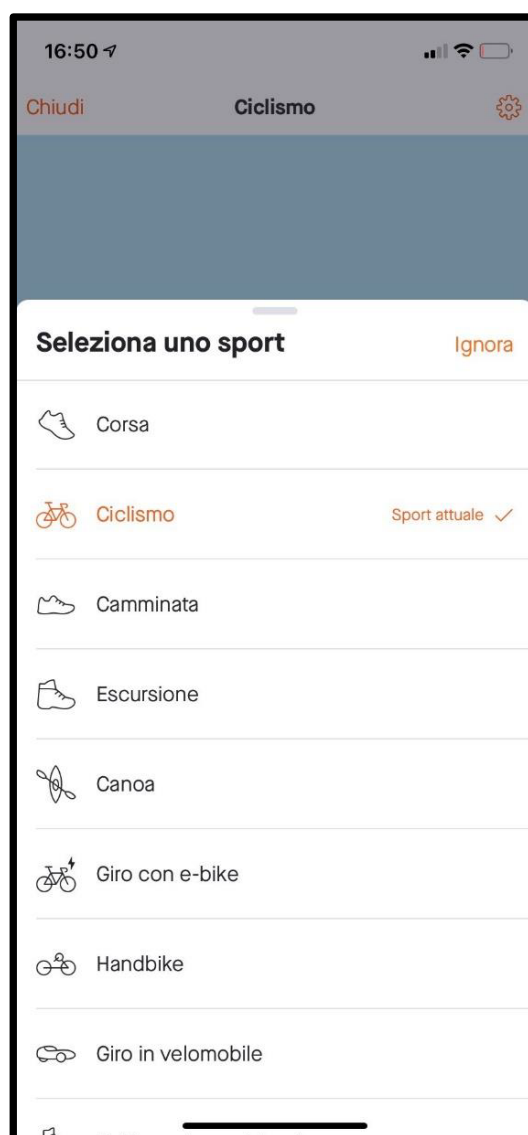 16:50
Chiudi Ciclismo
Seleziona uno sport Ignora
Corsa
Ciclismo Sport attuale
Camminata
Escursione
Canoa
Giro con e-bike
Handbike
Giro in velomobile